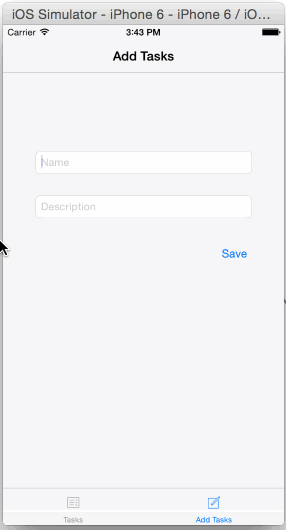 iOS Simulator - iPhone 6 - iPhone 6 / iO...
Carrier 3:43 PM
Add Tasks
Name
Description
Save
Tasks Add Tasks